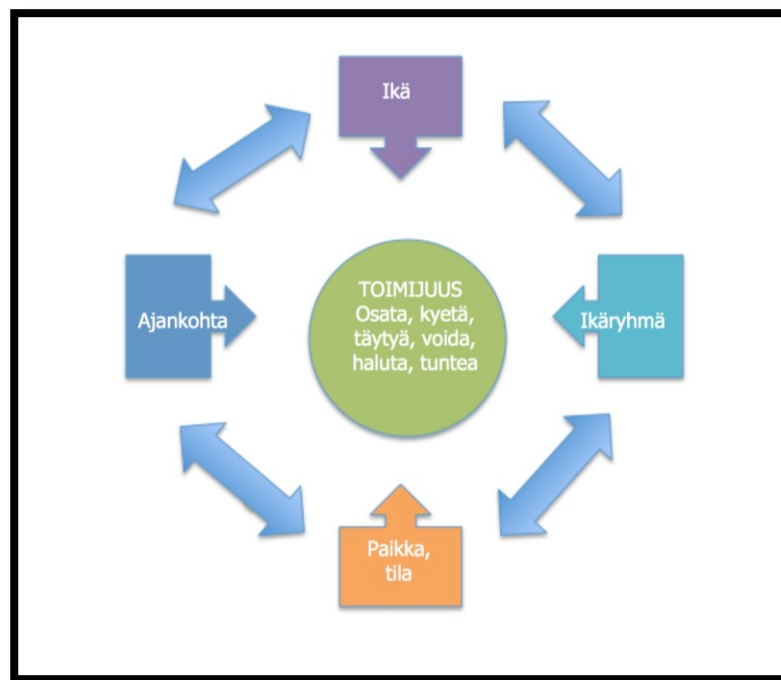 Ikä
Ajankohta
TOIMIJUUS
Osata, kyetä,
täytyä, voida,
haluta, tuntea
Ikäryhmä
Paikka,
tila